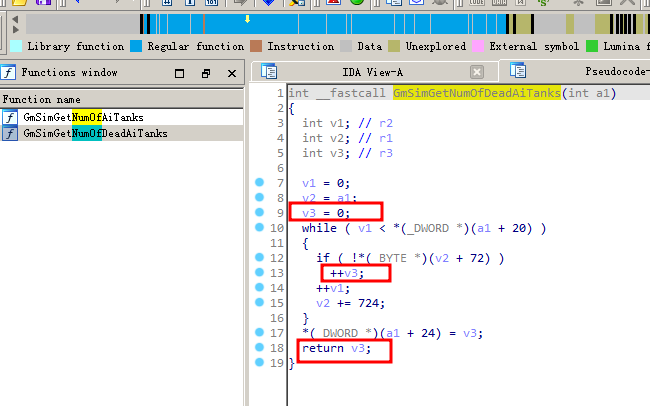 Library function Regular function Instruction Data Unexplored External symbol Lumina f
Functions window
IDA View-A
Pseudocode-
Function name
GmSimGetNumOfAiTanks
GmSimGetNumOfDeadAiTanks
1 int __fastcall GmSimGetNumOfDeadAiTanks(int a1)
2 {
3 int v1; // r2
4 int v2; // r1
5 int v3; // r3
6
7 v1 = 0;
8 v2 = a1;
9 v3 = 0;
10 while ( v1 < *(_DWORD *)(a1 + 20) )
11 {
12 if ( !*(_BYTE *)(v2 + 72) )
13 ++v3;
14 ++v1;
15 v2 += 724;
16 }
17 *(_DWORD *)(a1 + 24) = v3;
18 return v3;
19 }